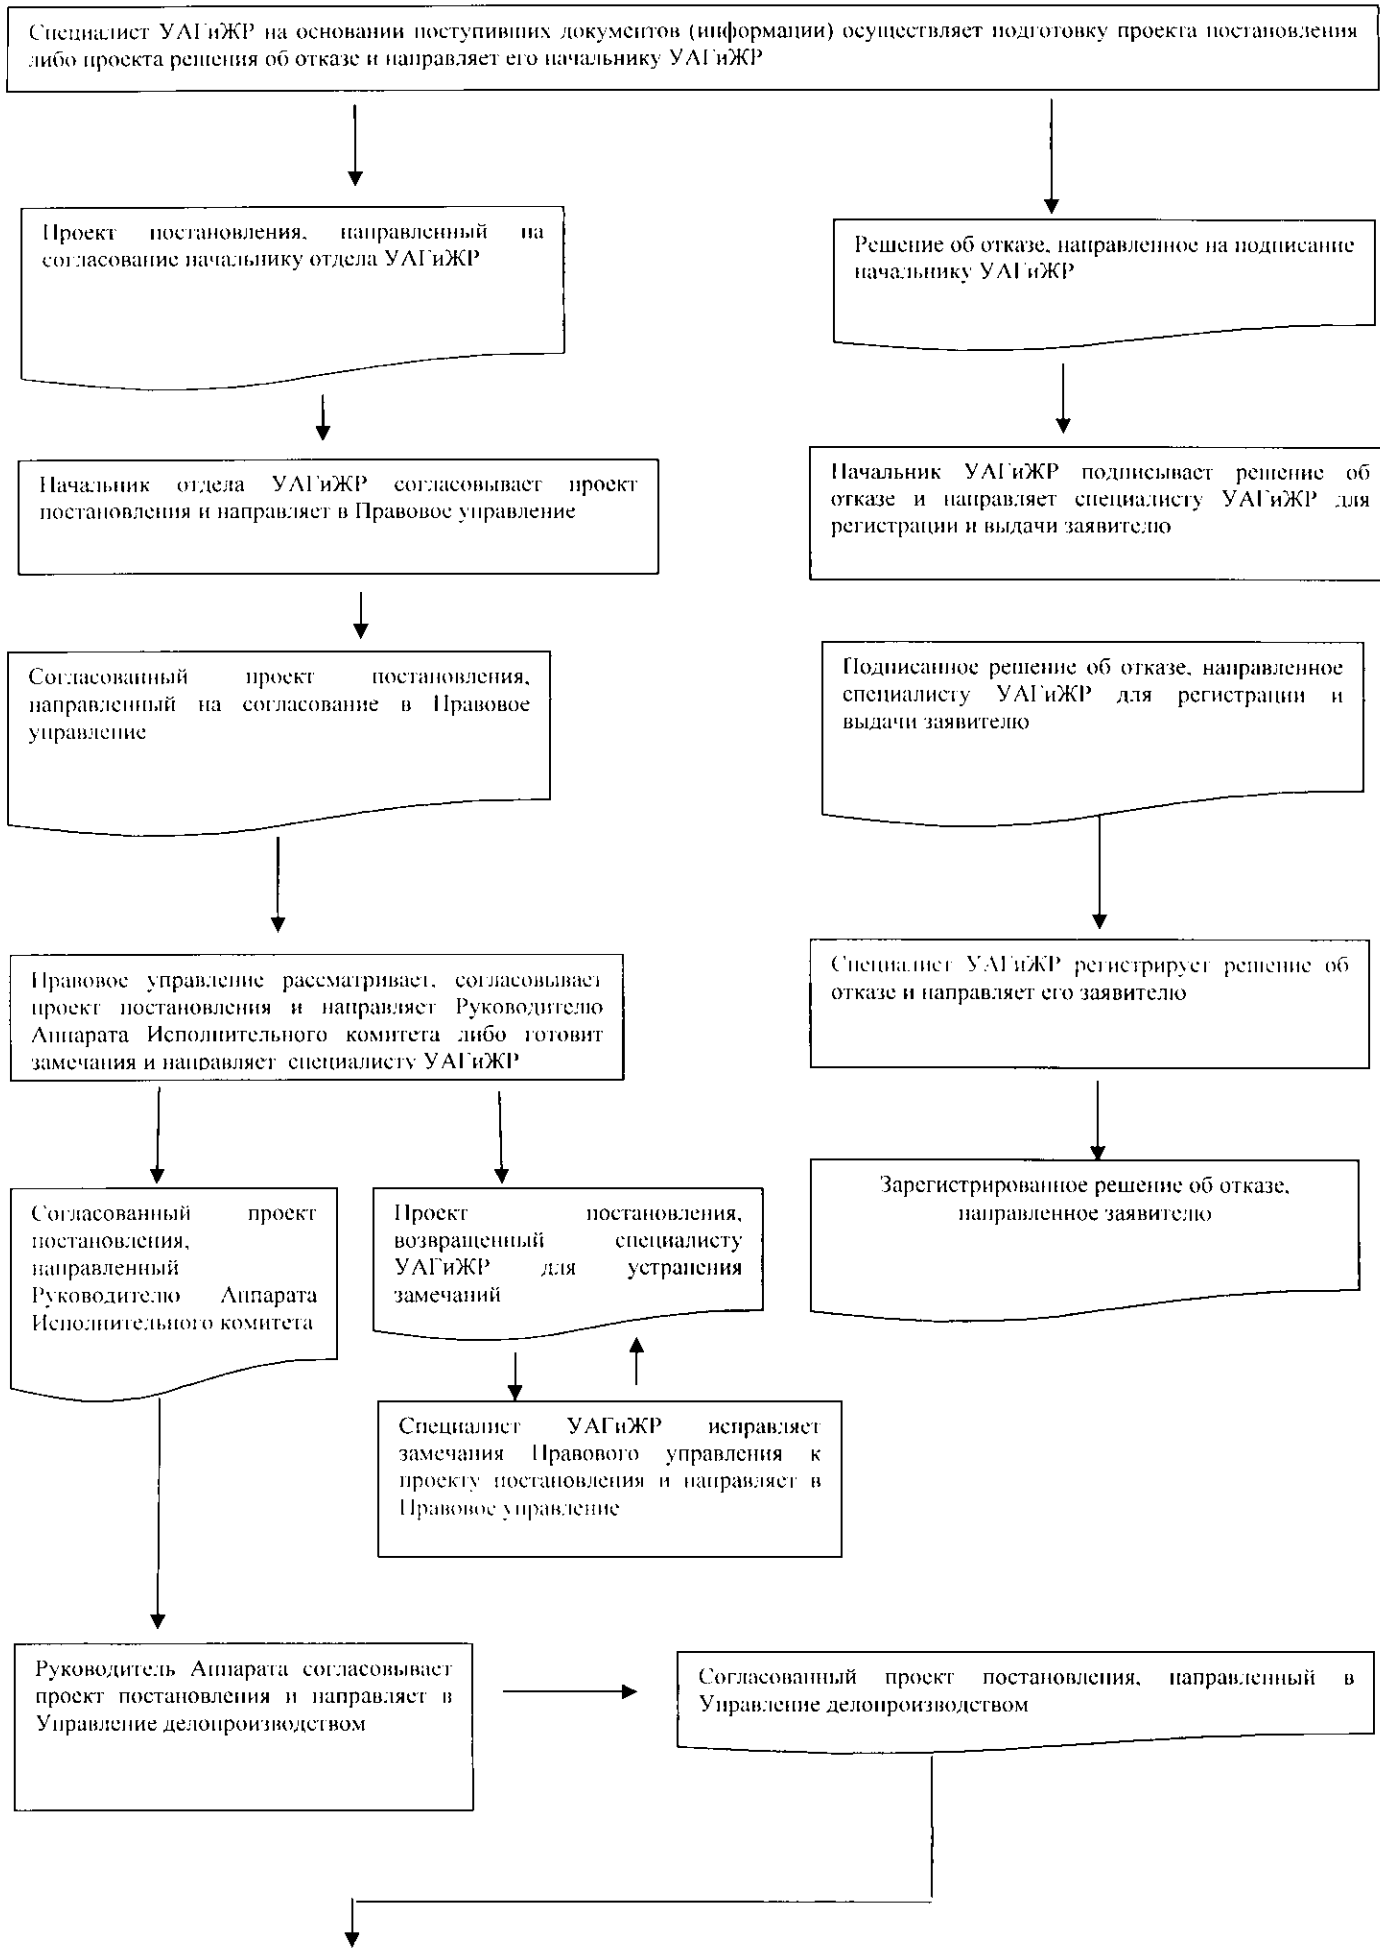 Специалист УАГиЖР на основании поступивших документов (информации) осуществляет подготовку проекта постановления
либо проекта решения об отказе и направляет его начальнику УАГиЖР
Проект постановления, направленный на
согласование начальнику отдела УАГиЖР
Решение об отказе, направленное на подписание
начальнику УАГиЖР
Начальник отдела УАГиЖР согласовывает проект
постановления и направляет в Правовое управление
Начальник УАГиЖР подписывает решение об
отказе и направляет специалисту УАГиЖР для
регистрации и выдачи заявителю
Согласованный проект постановления,
направленный на согласование в Правовое
управление
Подписанное решение об отказе, направленное
специалисту УАГиЖР для регистрации и
выдачи заявителю
Правовое управление рассматривает, согласовывает
проект постановления и направляет Руководителю
Аппарата Исполнительного комитета либо готовит
замечания и направляет специалисту УАГиЖР
Специалист УАГиЖР регистрирует решение об
отказе и направляет его заявителю
Согласованный проект
постановления,
направленный
Руководителю Аппарата
Исполнительного комитета
Проект постановления,
возвращенный специалисту
УАГиЖР для устранения
замечаний
Зарегистрированное решение об отказе,
направленное заявителю
Специалист УАГиЖР исправляет
замечания Правового управления к
проекту постановления и направляет в
Правовое управление
Руководитель Аппарата согласовывает
проект постановления и направляет в
Управление делопроизводством
Согласованный проект постановления, направленный в
Управление делопроизводством